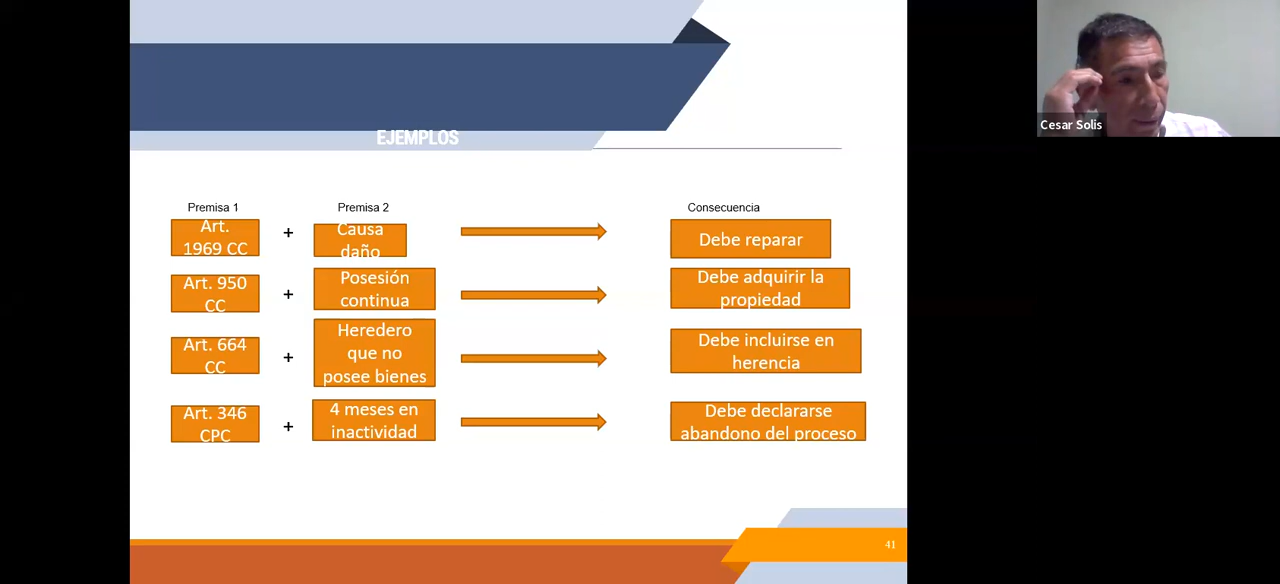 Cesar Solis
EJEMPLOS
Premisa 1
Premisa 2
Consecuencia
Art.
1969 CC
+
Causa
daño
Debe reparar
Art. 950
CC
+
Posesión
continua
Debe adquirir la
propiedad
Art. 664
CC
+
Heredero
que no
posee bienes
Debe incluirse en
herencia
Art. 346
CPC
+
4 meses en
inactividad
Debe declararse
abandono del proceso
41